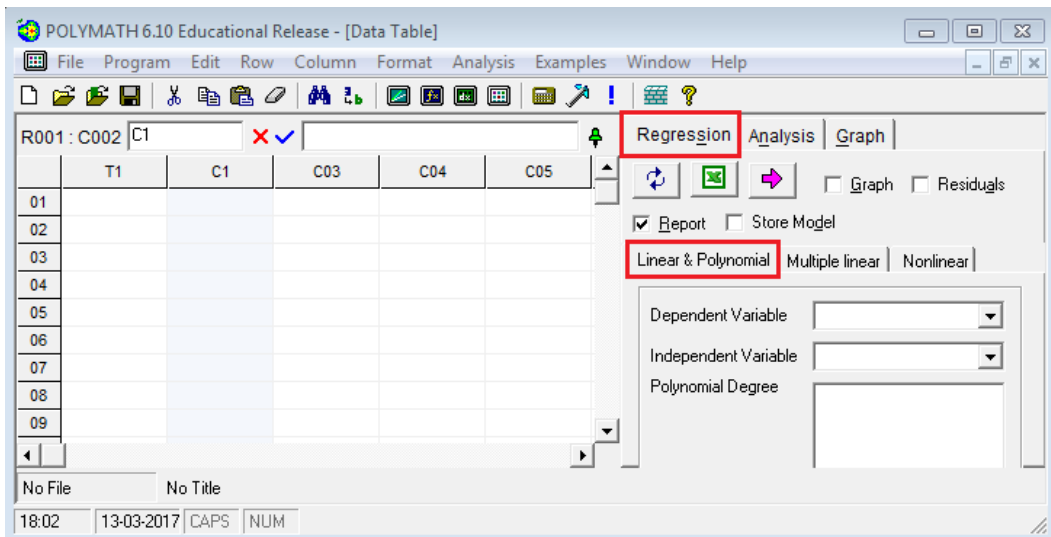 POLYMATH 6.10 Educational Release - [Data Table]
File Program Edit Row Column Format Analysis Examples Window Help
R001 : C002 C1
Regression Analysis Graph
T1 C1 C03 C04 C05
Graph Residuals
01
02
Report Store Model
03
Linear & Polynomial Multiple linear Nonlinear
04
05
Dependent Variable
06
Independent Variable
07
Polynomial Degree
08
09
No File No Title
18:02 13-03-2017 CAPS NUM